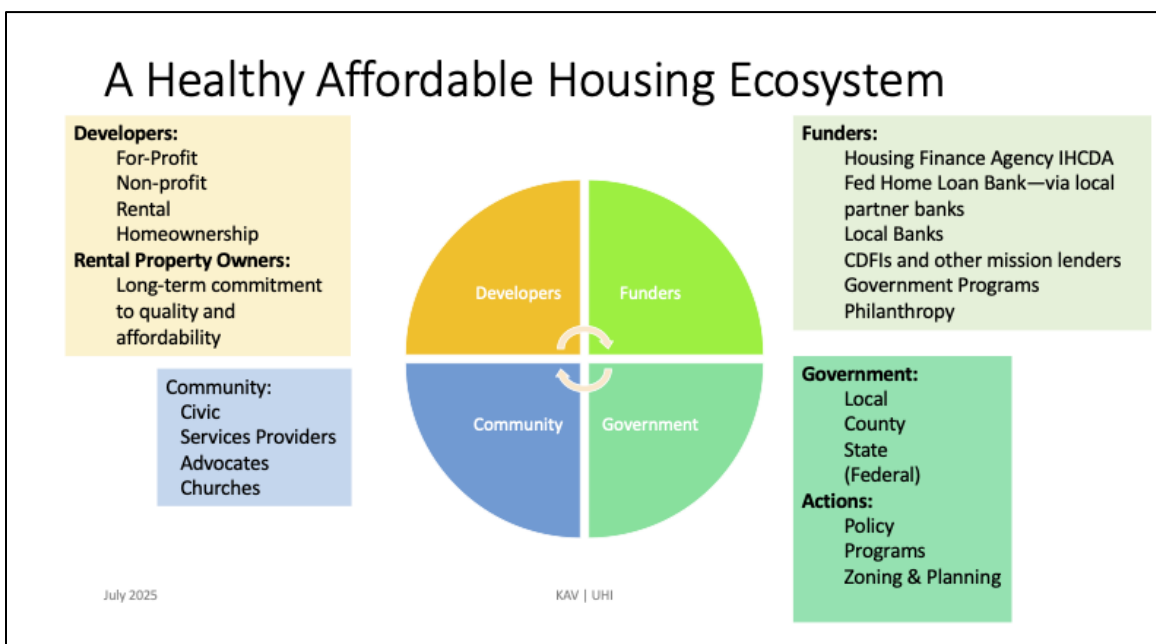 A Healthy Affordable Housing Ecosystem
Developers:
For-Profit
Non-profit
Rental
Homeownership
Rental Property Owners:
Long-term commitment
to quality and
affordability
Funders:
Housing Finance Agency IHCDA
Fed Home Loan Bank—via local
partner banks
Local Banks
CDFIs and other mission lenders
Government Programs
Philanthropy
Developers
Funders
Community
Government
Community:
Civic
Services Providers
Advocates
Churches
Government:
Local
County
State
(Federal)
Actions:
Policy
Programs
Zoning & Planning
July 2025
KAV | UHI